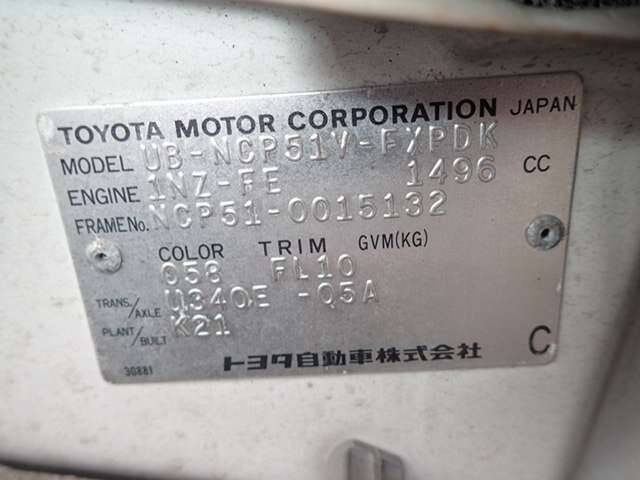 TOYOTA MOTOR CORPORATION JAPAN
MODEL UB-NCP51V-EXPDK
ENGINE 1NZ-FE 1496 CC
FRAME No. NCP51-0015132
COLOR TRIM GVM(KG)
058 FL10
TRANS./AXLE U340E -05A
PLANT/BUILT K21
トヨタ自動車株式会社 C
30881